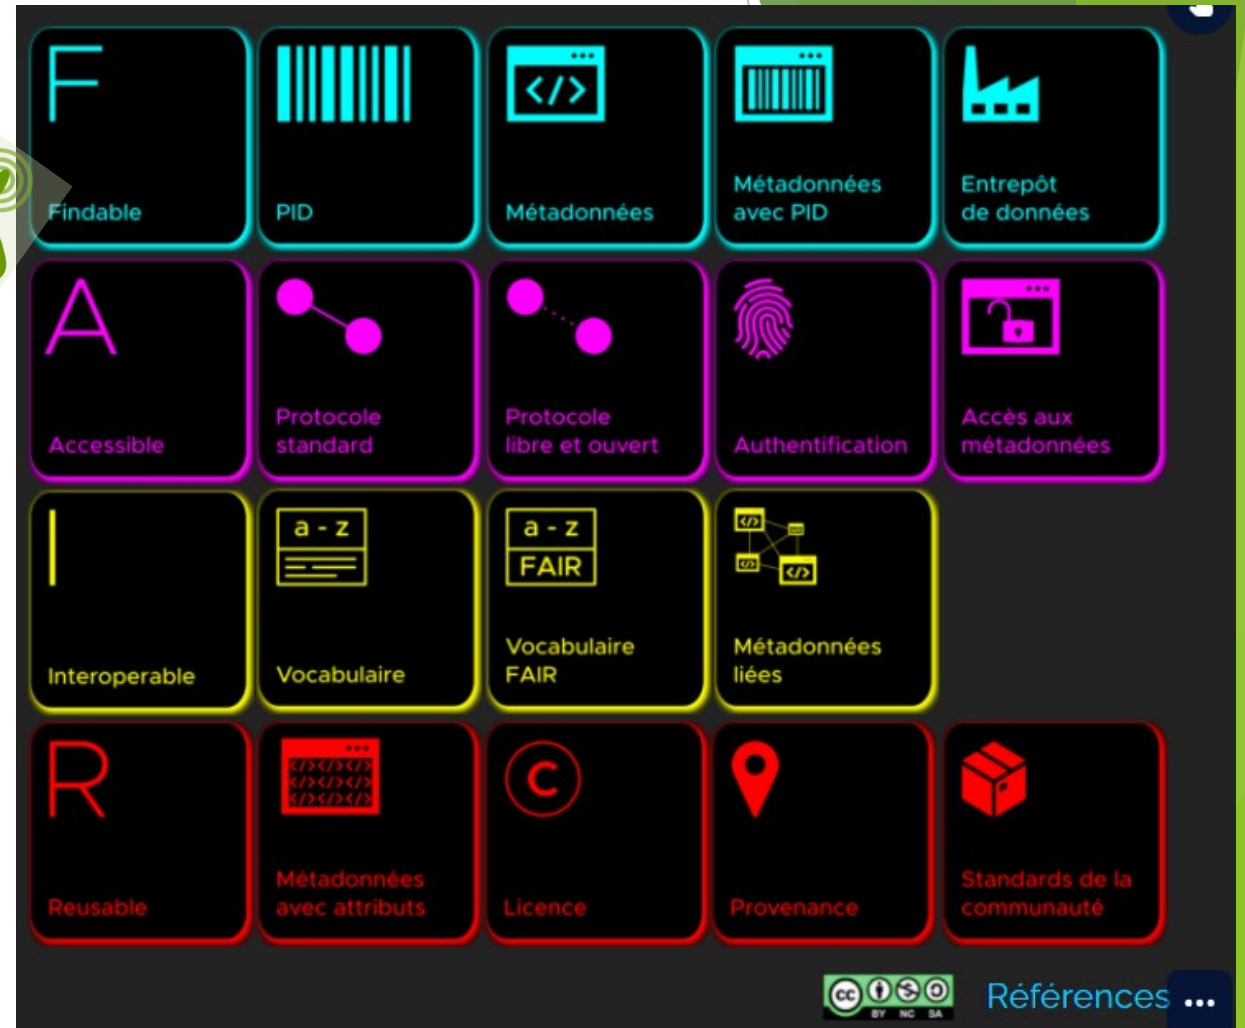 F
Findable
PID
</>
Métadonnées
Métadonnées
avec PID
Entrepôt
de données
A
Accessible
Protocole
standard
Protocole
libre et ouvert
Authentification
Accès aux
métadonnées
I
Interoperable
a - z
Vocabulaire
a - z
FAIR
Vocabulaire
FAIR
</>
</>
</>
Métadonnées
liées
R
Reusable
</></></>
</></></>
</></></>
Métadonnées
avec attributs
C
Licence
Provenance
Standards de la
communauté
cc
BY NC SA
Références
...